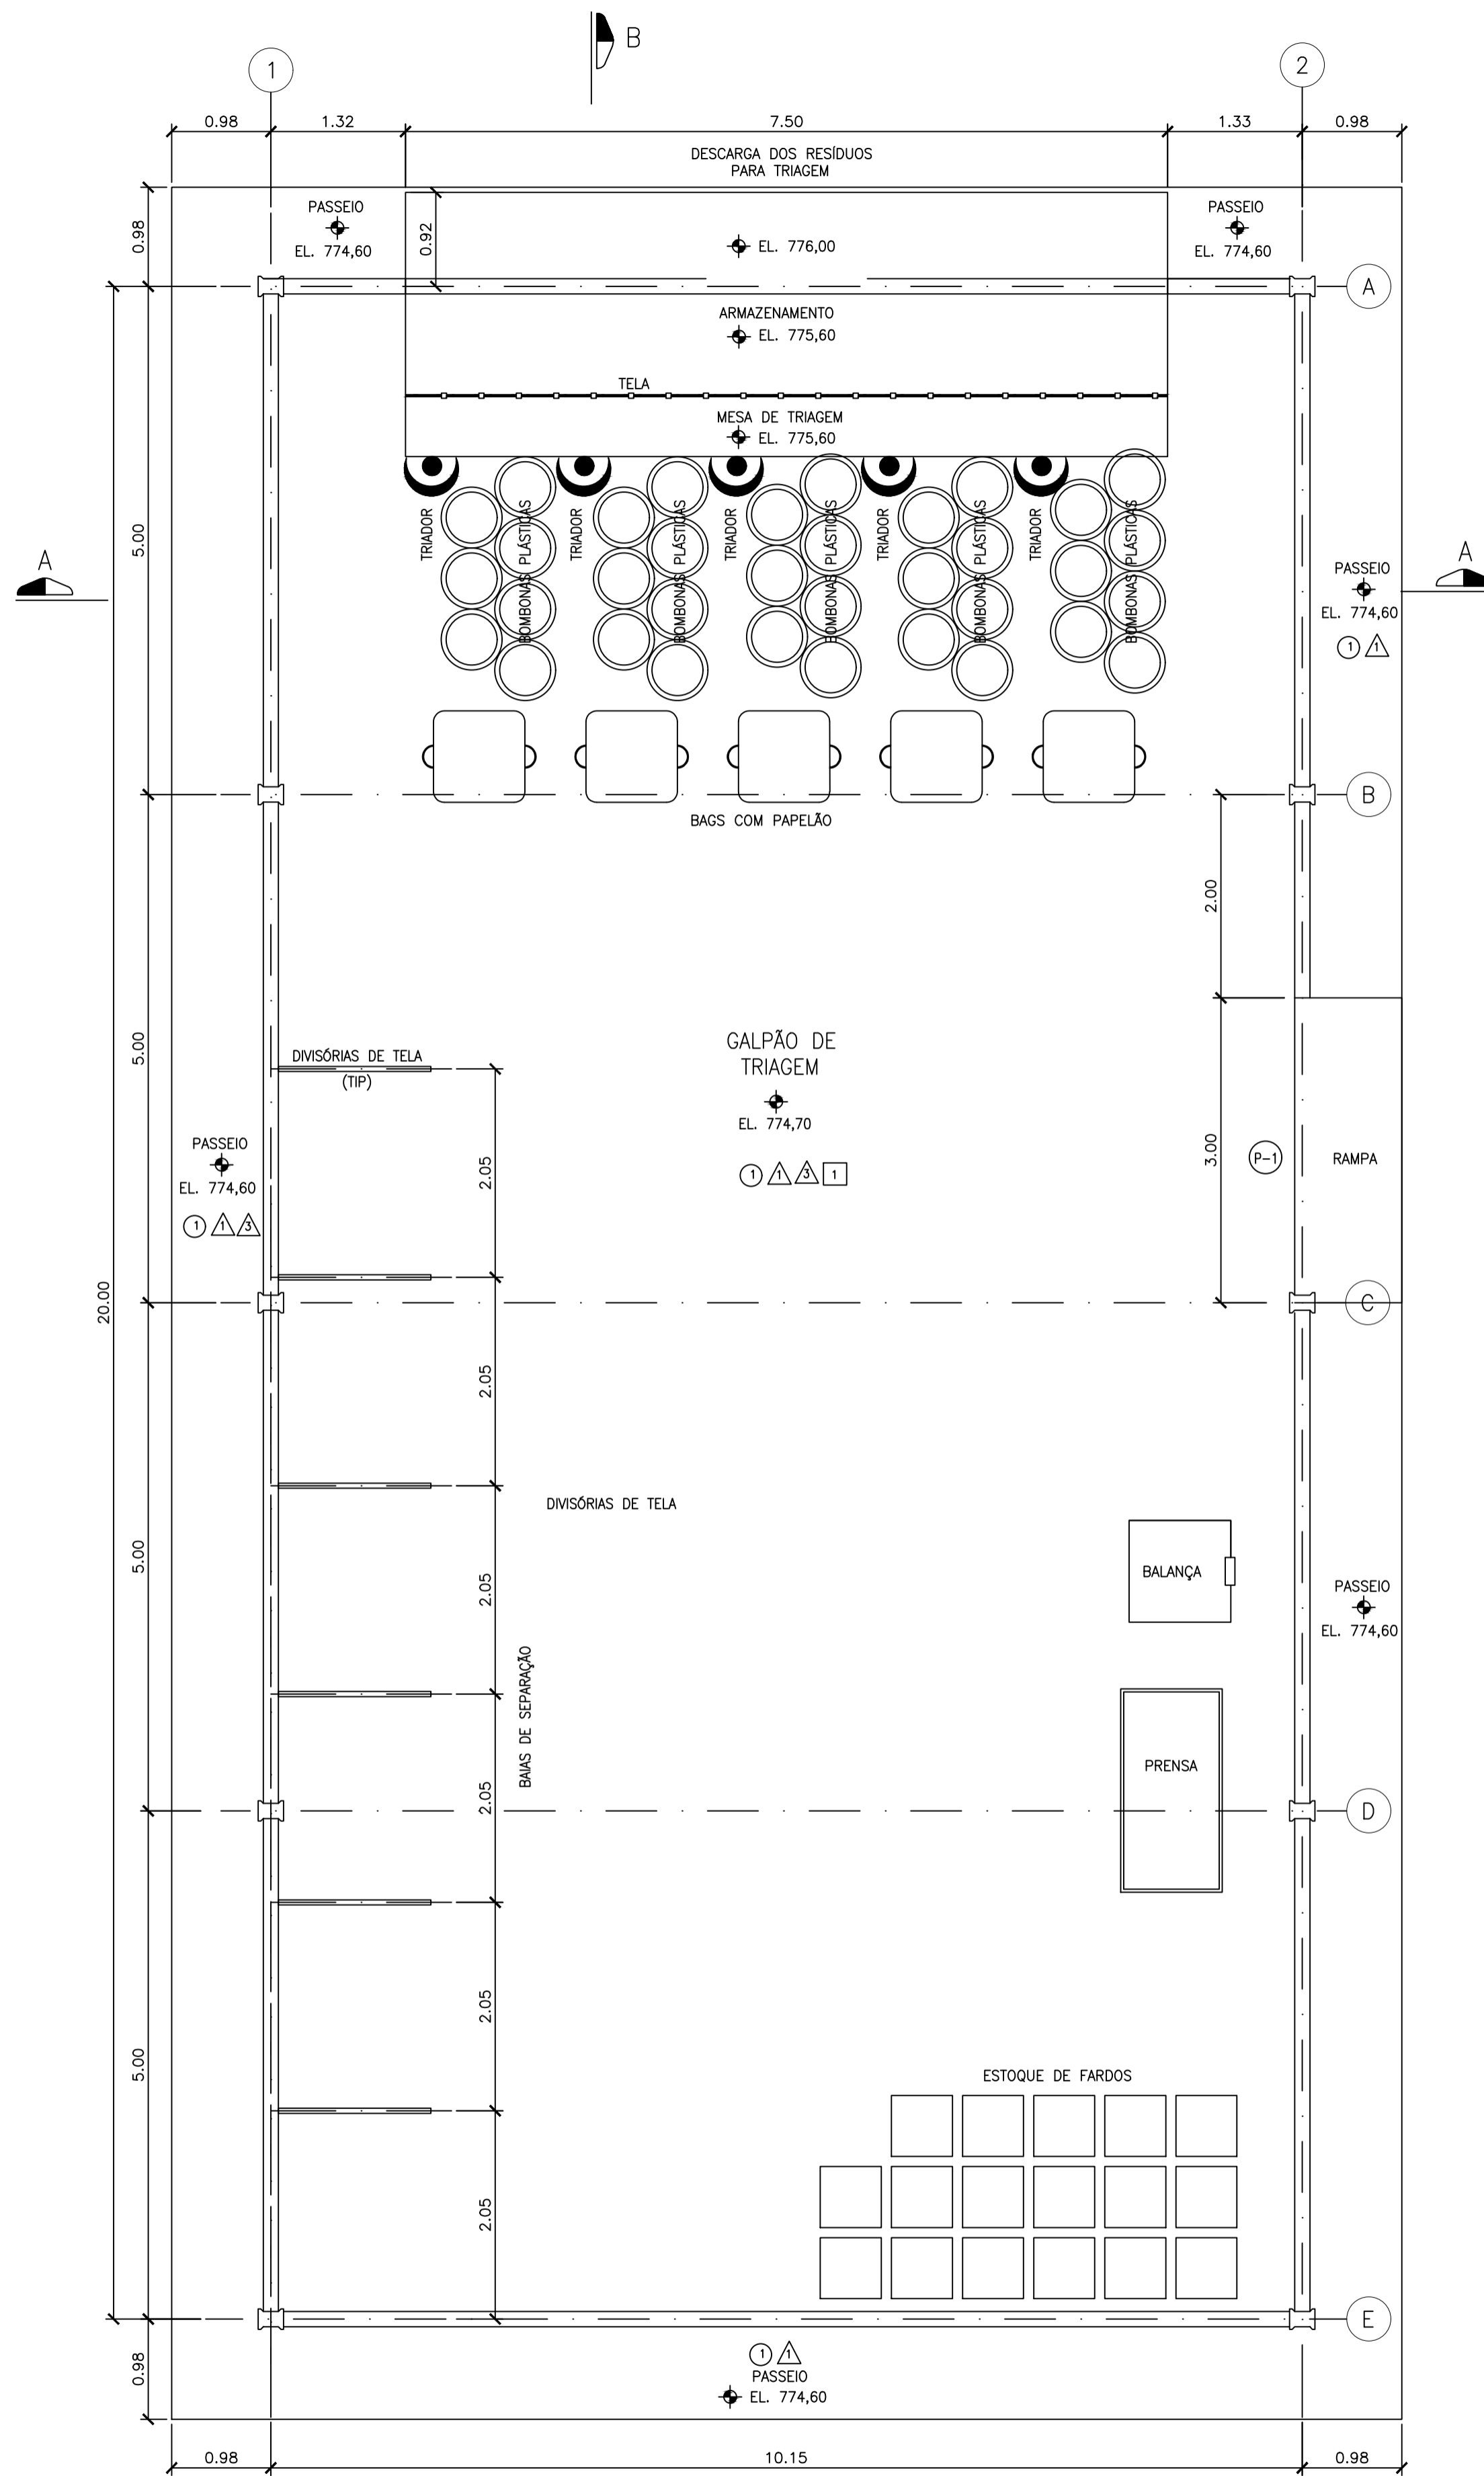 B
1
2
0.98
1.32
7.50
1.33
0.98
DESCARGA DOS RESÍDUOS
PARA TRIAGEM
0.98
PASSEIO
EL. 774,60
0.92
EL. 776,00
PASSEIO
EL. 774,60
A
ARMAZENAMENTO
EL. 775,60
TELA
MESA DE TRIAGEM
EL. 775,60
TRIADOR
BOMBONAS PLÁSTICAS
TRIADOR
BOMBONAS PLÁSTICAS
TRIADOR
BOMBONAS PLÁSTICAS
TRIADOR
BOMBONAS PLÁSTICAS
TRIADOR
BOMBONAS PLÁSTICAS
5.00
A
A
PASSEIO
EL. 774,60
1 1
B
BAGS COM PAPELÃO
2.00
5.00
DIVISÓRIAS DE TELA
(TIP)
GALPÃO DE
TRIAGEM
EL. 774,70
1 1 3 1
2.05
3.00
P-1
RAMPA
PASSEIO
EL. 774,60
1 1 3
20.00
C
2.05
5.00
DIVISÓRIAS DE TELA
2.05
BALANÇA
PASSEIO
EL. 774,60
BAIAS DE SEPARAÇÃO
2.05
PRENSA
D
5.00
2.05
ESTOQUE DE FARDOS
2.05
E
0.98
1 1
PASSEIO
EL. 774,60
0.98
10.15
0.98